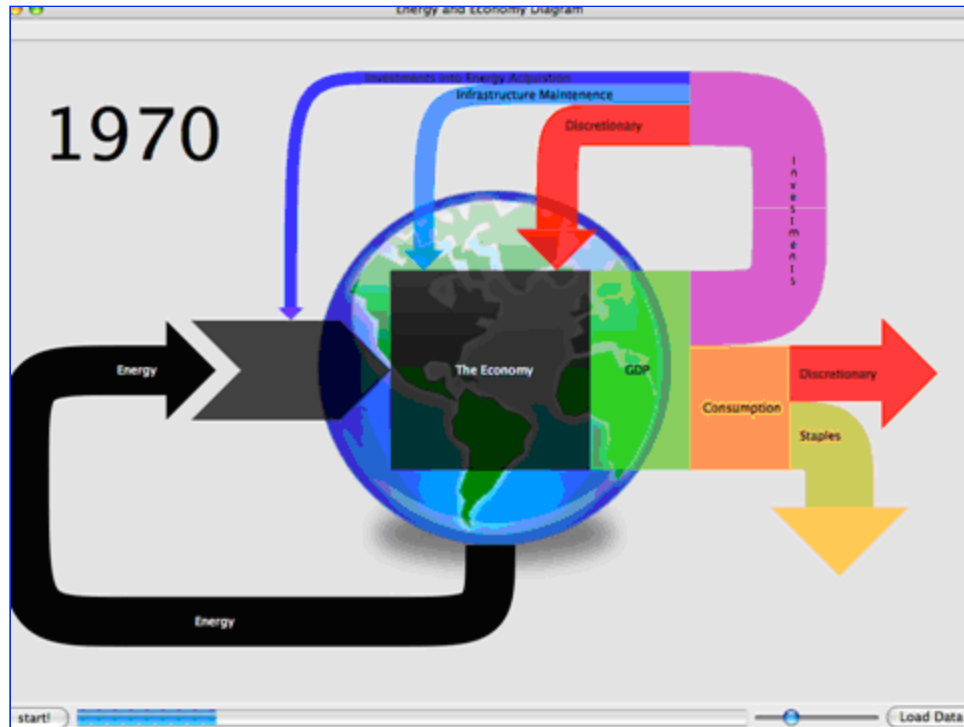 Energy and Economy Diagram
1970
Investments into Energy Acquistion
Infrastructure Maintenence
Discretionary
Investments
Energy
The Economy
GDP
Discretionary
Consumption
Staples
Energy
start!
Load Data